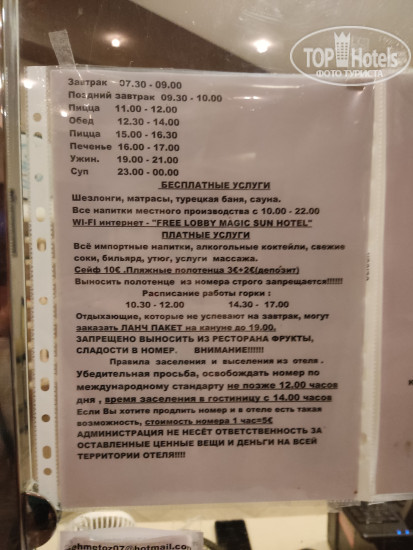 TOP Hotels
ФОТО ТУРИСТА
Завтрак 07.30 - 09.00
Поздний завтрак 09.30 - 10.00
Пицца 11.00 - 12.00
Обед 12.30 - 14.00
Пицца 15.00 - 16.30
Печенье 16.00 - 17.00
Ужин. 19.00 - 21.00
Суп 23.00 - 00.00
БЕСПЛАТНЫЕ УСЛУГИ
Шезлонги, матрасы, турецкая баня, сауна.
Все напитки местного производства с 10.00 - 22.00
WI-FI интернет - "FREE LOBBY MAGIC SUN HOTEL"
ПЛАТНЫЕ УСЛУГИ
Всё импортные напитки, алкогольные коктейли, свежие
соки, бильярд, утюг, услуги массажа.
Сейф 10€ .Пляжные полотенца 3€+2€(депозит)
Выносить полотенце из номера строго запрещается!!!!!!
Расписание работы горки :
10.30 - 12.00 14.30 - 17.00
Отдыхающие, которые не успевают на завтрак, могут
заказать ЛАНЧ ПАКЕТ на кануне до 19.00.
ЗАПРЕЩЕНО ВЫНОСИТЬ ИЗ РЕСТОРАНА ФРУКТЫ,
СЛАДОСТИ В НОМЕР. ВНИМАНИЕ!!!!!!
Правила заселения и выселения из отеля .
Убедительная просьба, освобождать номер по
международному стандарту не позже 12.00 часов
дня , время заселения в гостиницу с 14.00 часов
Если Вы хотите продлить номер и в отеле есть такая
возможность, стоимость номера 1 час=5€
АДМИНИСТРАЦИЯ НЕ НЕСЁТ ОТВЕТСТВЕННОСТЬ ЗА
ОСТАВЛЕННЫЕ ЦЕННЫЕ ВЕЩИ И ДЕНЬГИ НА ВСЕЙ
ТЕРРИТОРИИ ОТЕЛЯ!!!!